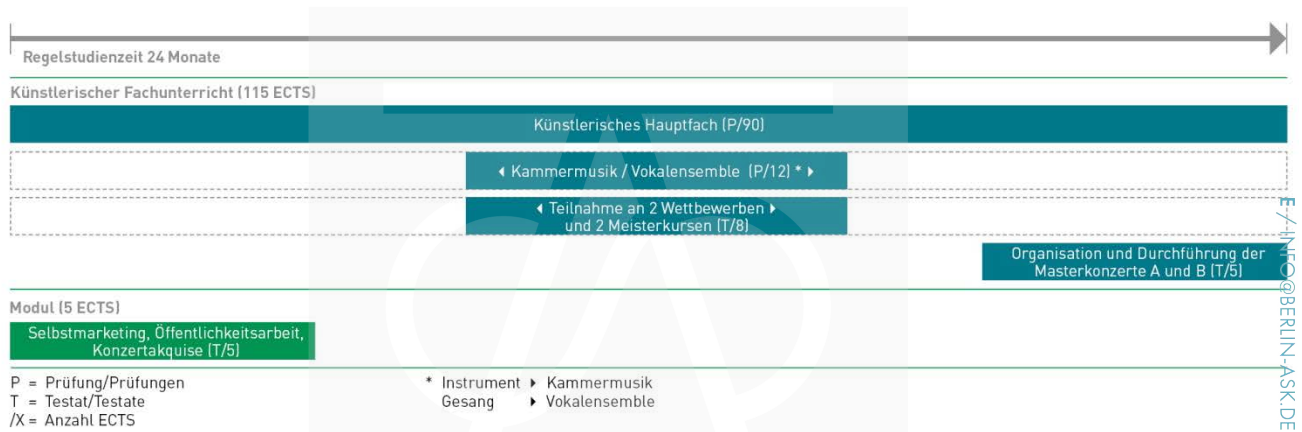 Regelstudienzeit 24 Monate
Künstlerischer Fachunterricht (115 ECTS)
Künstlerisches Hauptfach (P/90)
◂ Kammermusik / Vokalensemble (P/12) * ▸
◂ Teilnahme an 2 Wettbewerben ▸
und 2 Meisterkursen (T/8)
Organisation und Durchführung der
Masterkonzerte A und B (T/5)
Modul (5 ECTS)
Selbstmarketing, Öffentlichkeitsarbeit,
Konzertakquise (T/5)
P = Prüfung/Prüfungen
T = Testat/Testate
/X = Anzahl ECTS
* Instrument ▸ Kammermusik
Gesang ▸ Vokalensemble
E /-INFO@BERLIN-ASK.DE